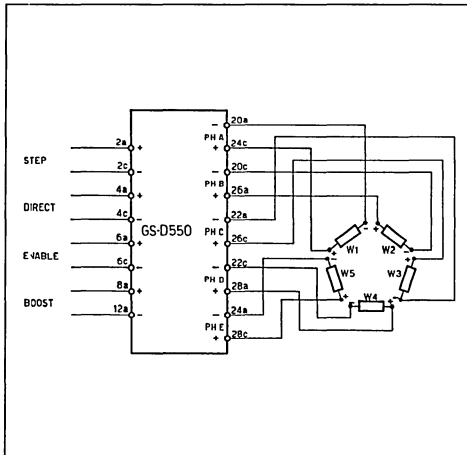 STEP
DIRECT
ENABLE
BOOST
2a +
2c -
4a +
4c -
6a +
6c -
8a +
12a -
GS-D550
- 20a
PH A
+ 24c
- 20c
PH B
+ 26a
- 22a
PH C
+ 26c
- 22c
PH D
+ 28a
- 24a
PH E
+ 28c
W1
W2
W5
W3
W4